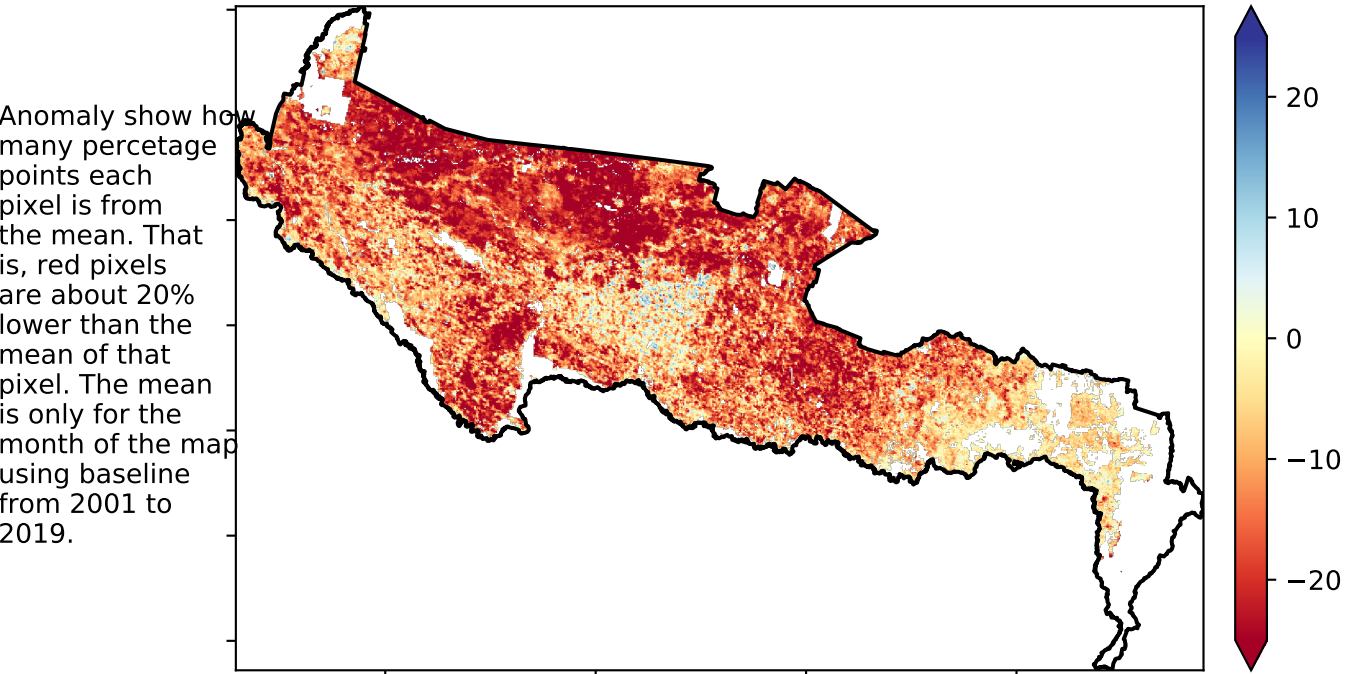 Anomaly show how
many percetage
points each
pixel is from
the mean. That
is, red pixels
are about 20%
lower than the
mean of that
pixel. The mean
is only for the
month of the map
using baseline
from 2001 to
2019.
20
10
0
−10
−20